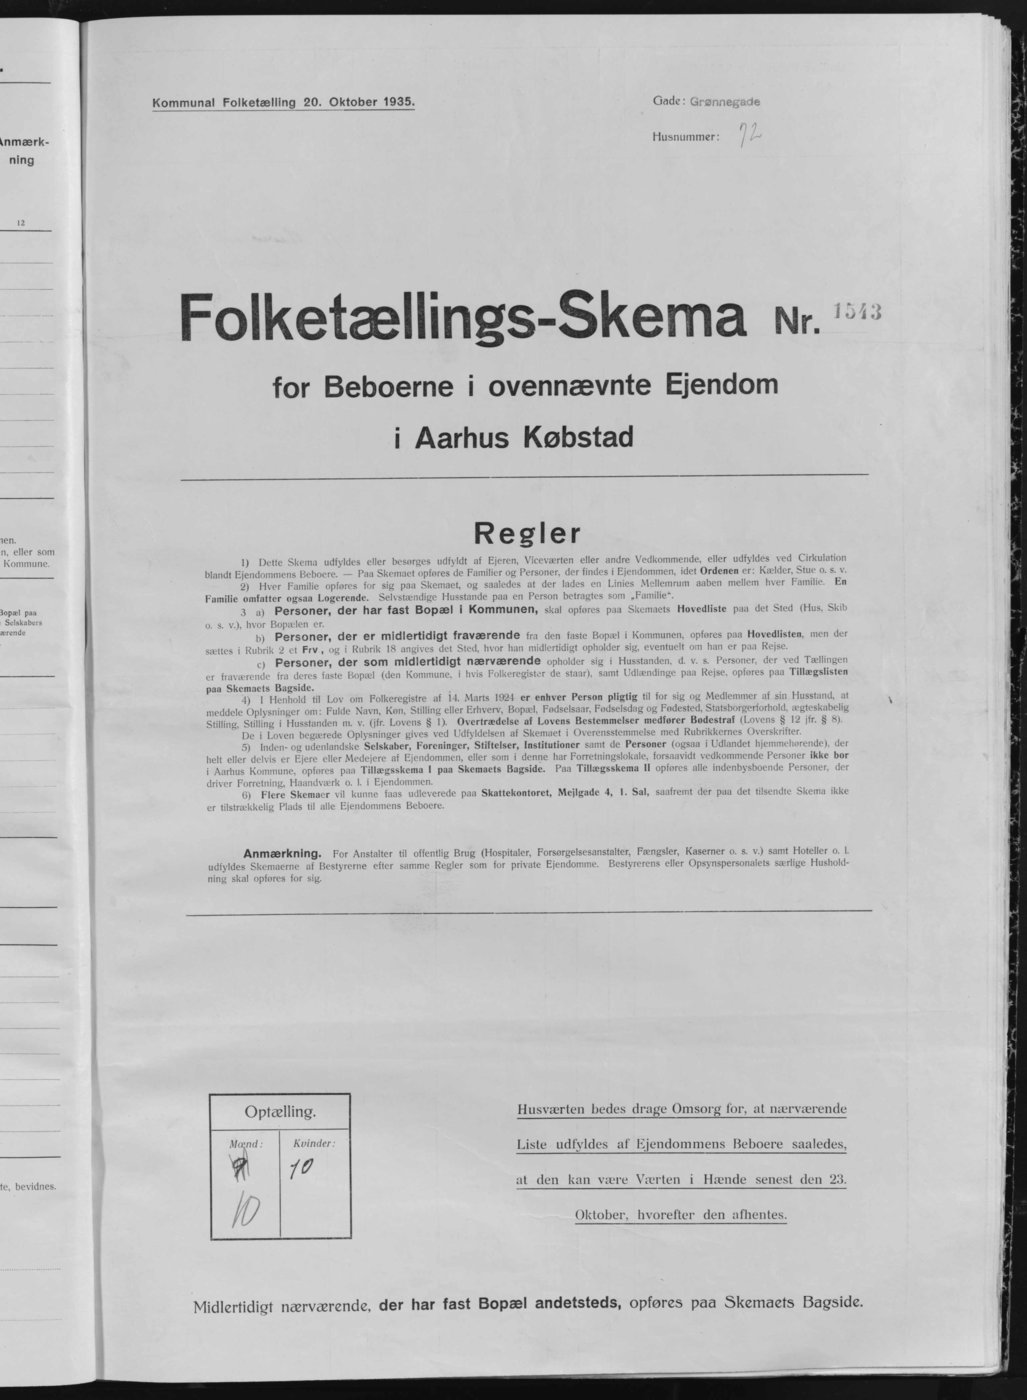 Anmærk-
ning
12
nen.
n, eller som
Kommune.
Bopæl paa
Selskabers
ærende
te, bevidnes.
Kommunal Folketælling 20. Oktober 1935.
Gade: Grønnegade
Husnummer: 72
Folketællings-Skema Nr. 1543
for Beboerne i ovennævnte Ejendom
i Aarhus Købstad
Regler
1) Dette Skema udfyldes eller besørges udfyldt af Ejeren, Viceværten eller andre Vedkommende, eller udfyldes ved Cirkulation
blandt Ejendommens Beboere. — Paa Skemaet opføres de Familier og Personer, der findes i Ejendommen, idet Ordenen er: Kælder, Stue o. s. v.
2) Hver Familie opføres for sig paa Skemaet, og saaledes at der lades en Linies Mellemrum aaben mellem hver Familie. En
Familie omfatter ogsaa Logerende. Selvstændige Husstande paa en Person betragtes som „Familie“.
3 a) Personer, der har fast Bopæl i Kommunen, skal opføres paa Skemaets Hovedliste paa det Sted (Hus, Skib
o. s. v.), hvor Bopælen er.
b) Personer, der er midlertidigt fraværende fra den faste Bopæl i Kommunen, opføres paa Hovedlisten, men der
sættes i Rubrik 2 et Frv., og i Rubrik 18 angives det Sted, hvor han midlertidigt opholder sig, eventuelt om han er paa Rejse.
c) Personer, der som midlertidigt nærværende opholder sig i Husstanden, d. v. s. Personer, der ved Tællingen
er fraværende fra deres faste Bopæl (den Kommune, i hvis Folkeregister de staar), samt Udlændinge paa Rejse, opføres paa Tillægslisten
paa Skemaets Bagside.
4) I Henhold til Lov om Folkeregistre af 14. Marts 1924 er enhver Person pligtig til for sig og Medlemmer af sin Husstand, at
meddele Oplysninger om: Fulde Navn, Køn, Stilling eller Erhverv, Bopæl, Fødselsaar, Fødselsdag og Fødested, Statsborgerforhold, ægteskabelig
Stilling, Stilling i Husstanden m. v. (jfr. Lovens § 1). Overtrædelse af Lovens Bestemmelser medfører Bødestraf (Lovens § 12 jfr. § 8).
De i Loven begærede Oplysninger gives ved Udfyldelsen af Skemaet i Overensstemmelse med Rubrikkernes Overskrifter.
5) Inden- og udenlandske Selskaber, Foreninger, Stiftelser, Institutioner samt de Personer (ogsaa i Udlandet hjemmehørende), der
helt eller delvis er Ejere eller Medejere af Ejendommen, eller som i denne har Forretningslokale, forsaavidt vedkommende Personer ikke bor
i Aarhus Kommune, opføres paa Tillægsskema I paa Skemaets Bagside. Paa Tillægsskema II opføres alle indenbysboende Personer, der
driver Forretning, Haandværk o. l. i Ejendommen.
6) Flere Skemaer vil kunne faas udleverede paa Skattekontoret, Mejlgade 4, 1. Sal, saafremt der paa det tilsendte Skema ikke
er tilstrækkelig Plads til alle Ejendommens Beboere.
Anmærkning. For Anstalter til offentlig Brug (Hospitaler, Forsørgelsesanstalter, Fængsler, Kaserner o. s. v.) samt Hoteller o. l.
udfyldes Skemaerne af Bestyrerne efter samme Regler som for private Ejendomme. Bestyrerens eller Opsynspersonalets særlige Hushold-
ning skal opføres for sig.
Optælling.
Mænd: Kvinder:
10
10
Husværten bedes drage Omsorg for, at nærværende
Liste udfyldes af Ejendommens Beboere saaledes,
at den kan være Værten i Hænde senest den 23.
Oktober, hvorefter den afhentes.
Midlertidigt nærværende, der har fast Bopæl andetsteds, opføres paa Skemaets Bagside.